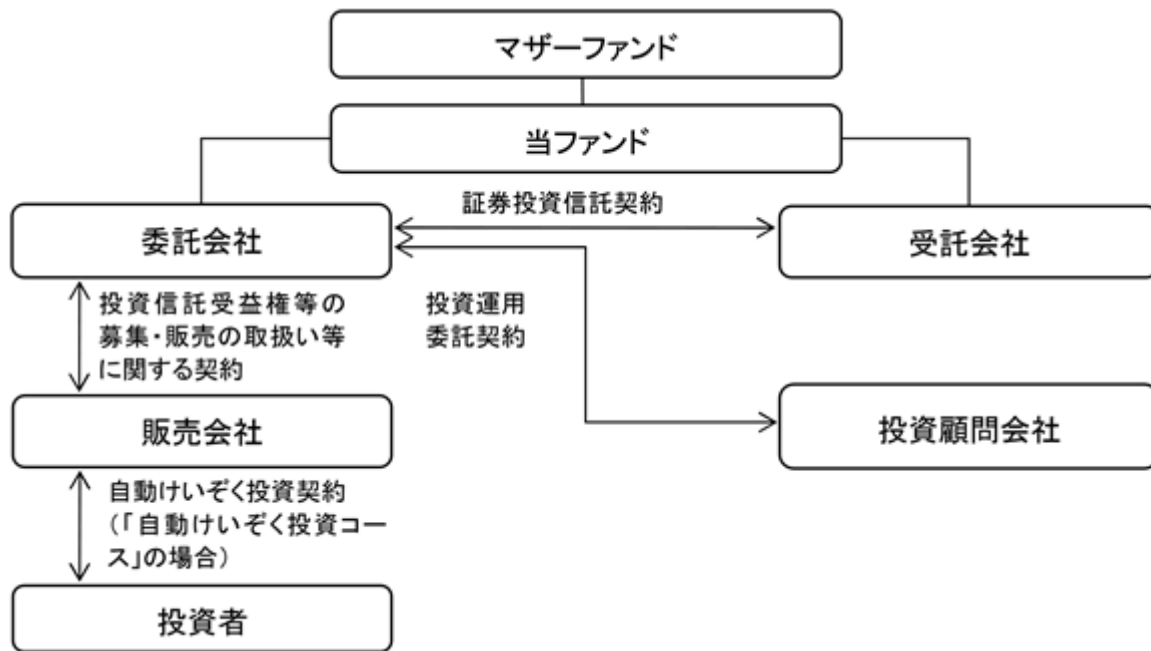 マザーファンド
当ファンド
証券投資信託契約
委託会社
受託会社
投資信託受益権等の
募集・販売の取扱い等
に関する契約
投資運用
委託契約
販売会社
投資顧問会社
自動けいぞく投資契約
（「自動けいぞく投資コー
ス」の場合）
投資者